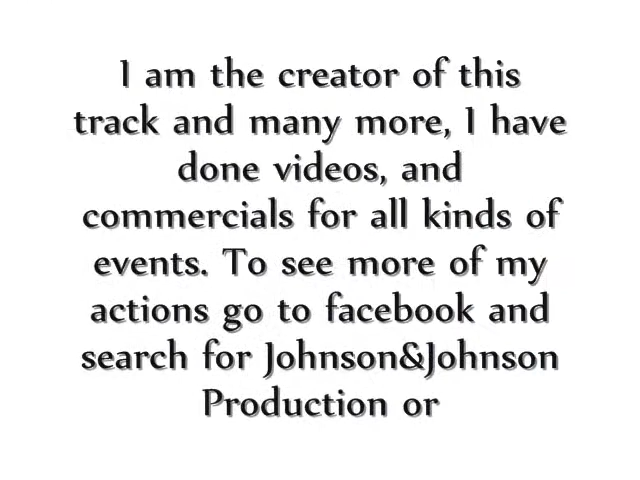 I am the creator of this
track and many more, I have
done videos, and
commercials for all kinds of
events. To see more of my
actions go to facebook and
search for Johnson&Johnson
Production or